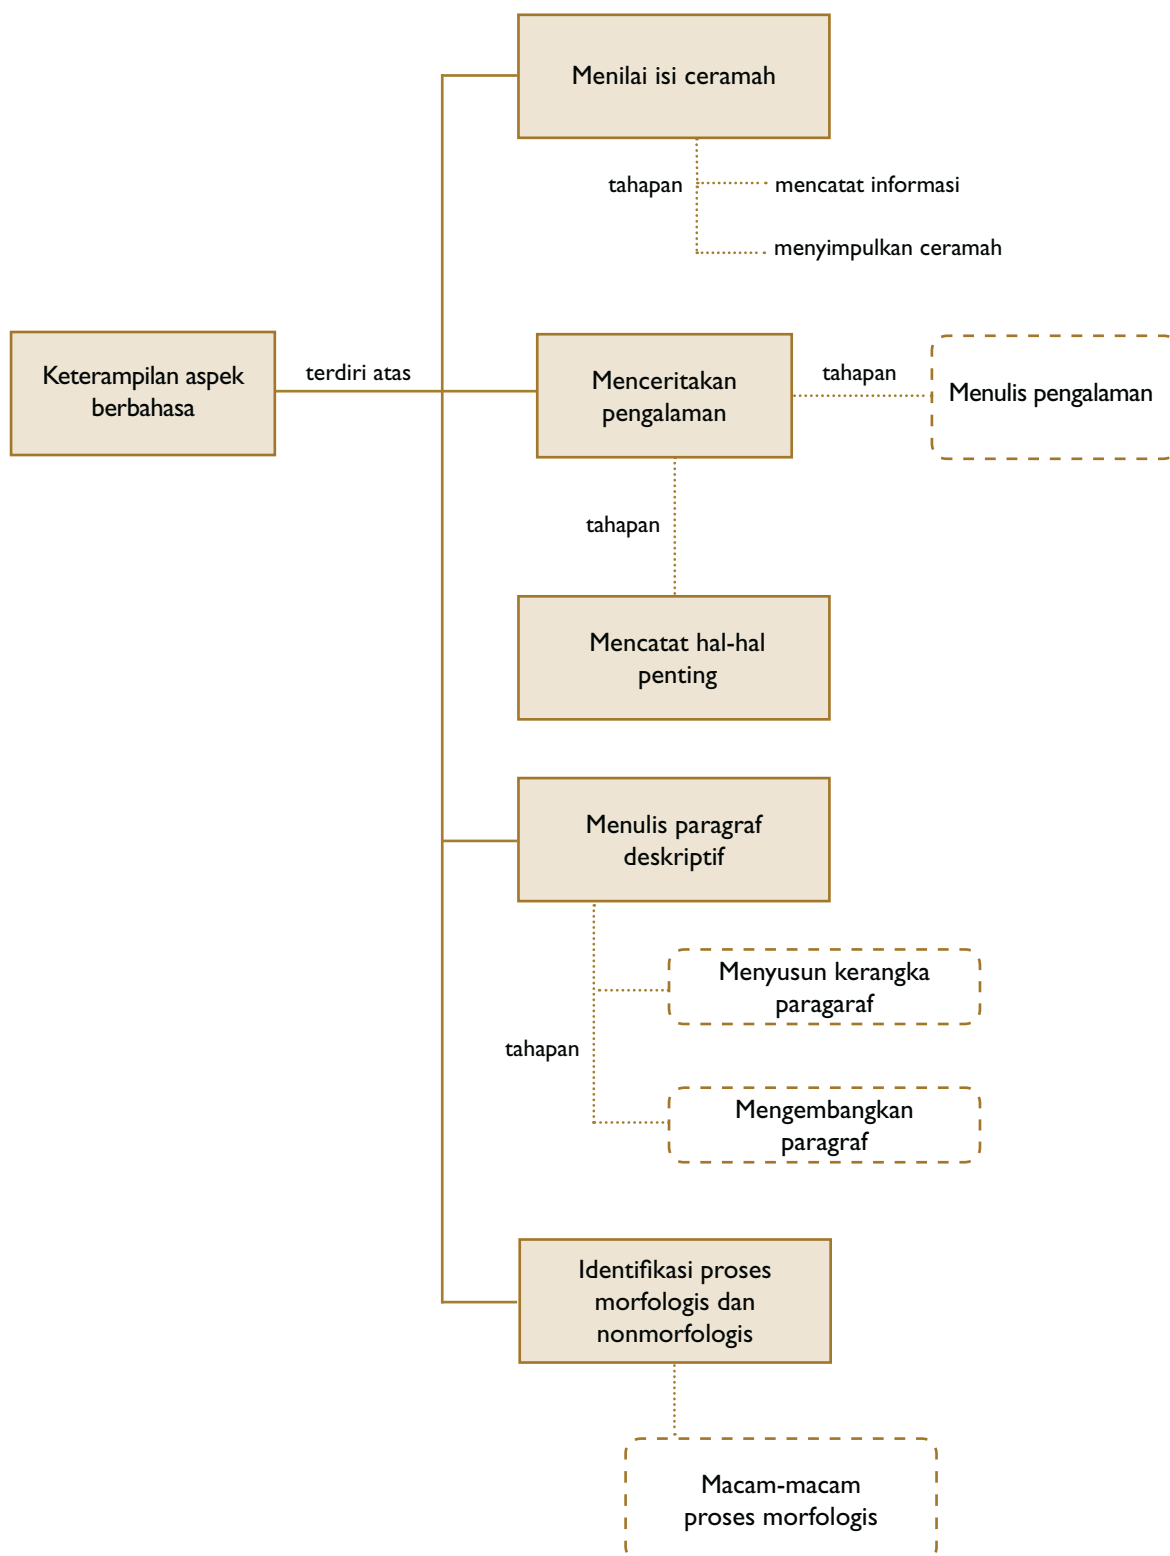 Menilai isi ceramah
tahapan
mencatat informasi
menyimpulkan ceramah
Keterampilan aspek
berbahasa
terdiri atas
Menceritakan
pengalaman
tahapan
Menulis pengalaman
tahapan
Mencatat hal-hal
penting
Menulis paragraf
deskriptif
Menyusun kerangka
paragaraf
tahapan
Mengembangkan
paragraf
Identifikasi proses
morfologis dan
nonmorfologis
Macam-macam
proses morfologis